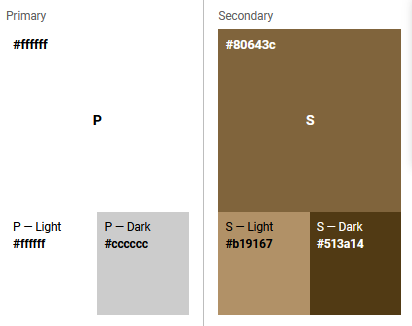 Primary
#ffffff
P
P — Light
#ffffff
P — Dark
#cccccc
Secondary
#80643c
S
S — Light
#b19167
S — Dark
#513a14